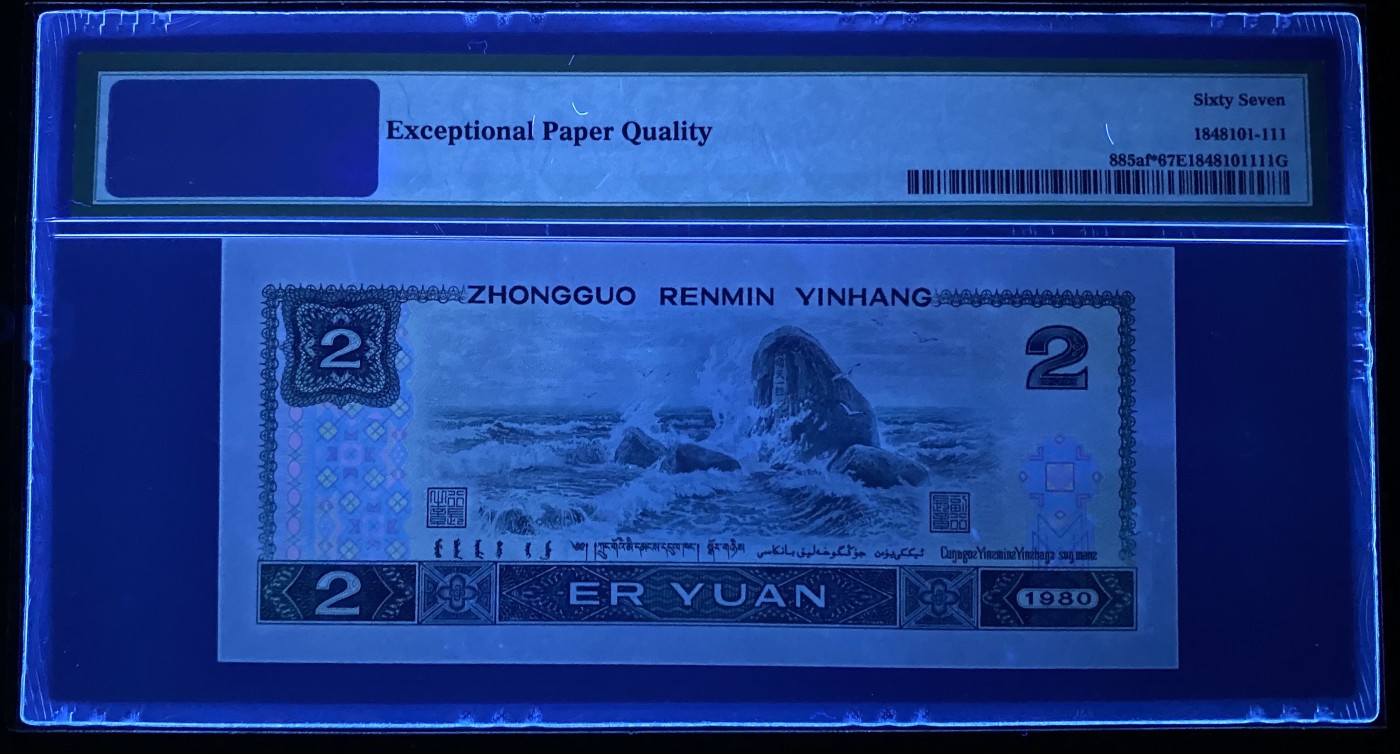 Exceptional Paper Quality
Sixty Seven
1848101-111
885af*67E1848101111G
ZHONGGUO RENMIN YINHANG
2
2
2
ER YUAN
1980